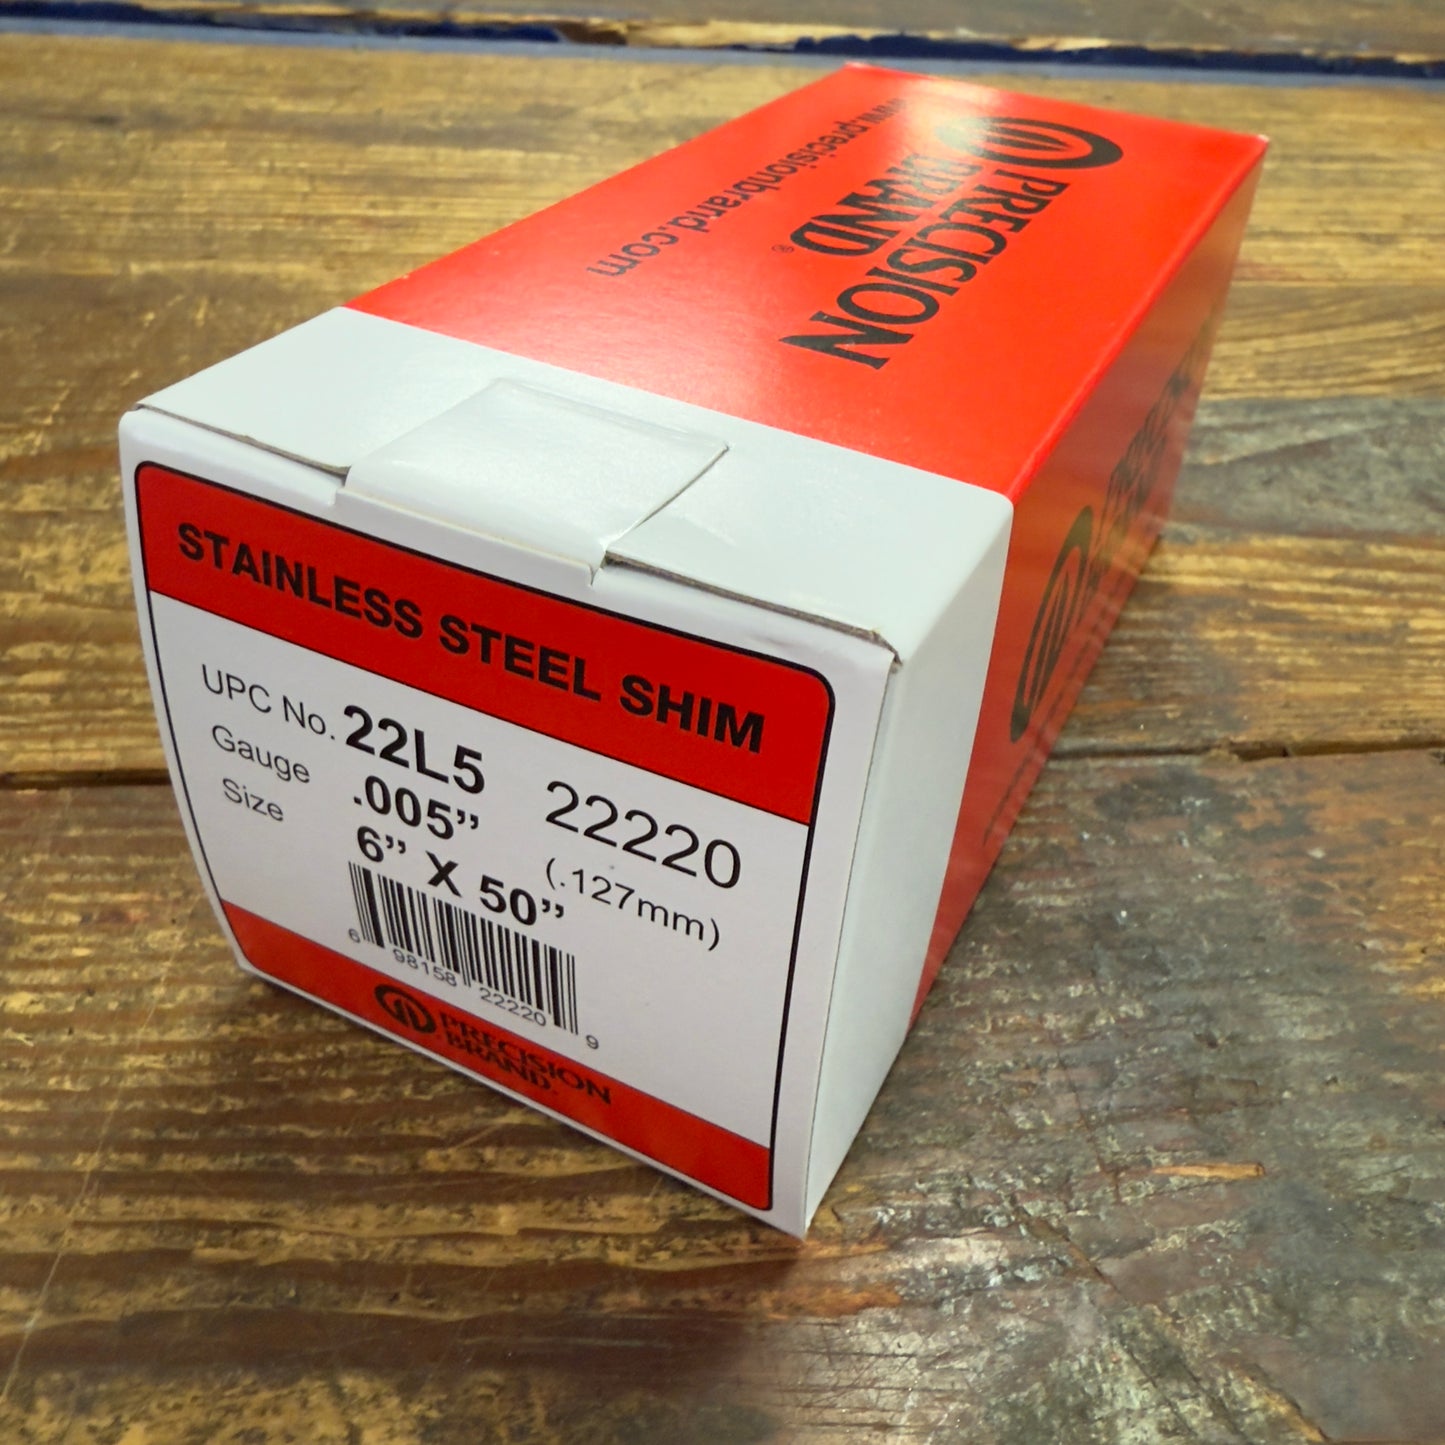 www.precisionbrand.com
PRECISION
BRAND®
STAINLESS STEEL SHIM
UPC No. 22L5 22220
Gauge .005” (.127mm)
Size 6” X 50”
6 98158 22220 9
PRECISION
BRAND